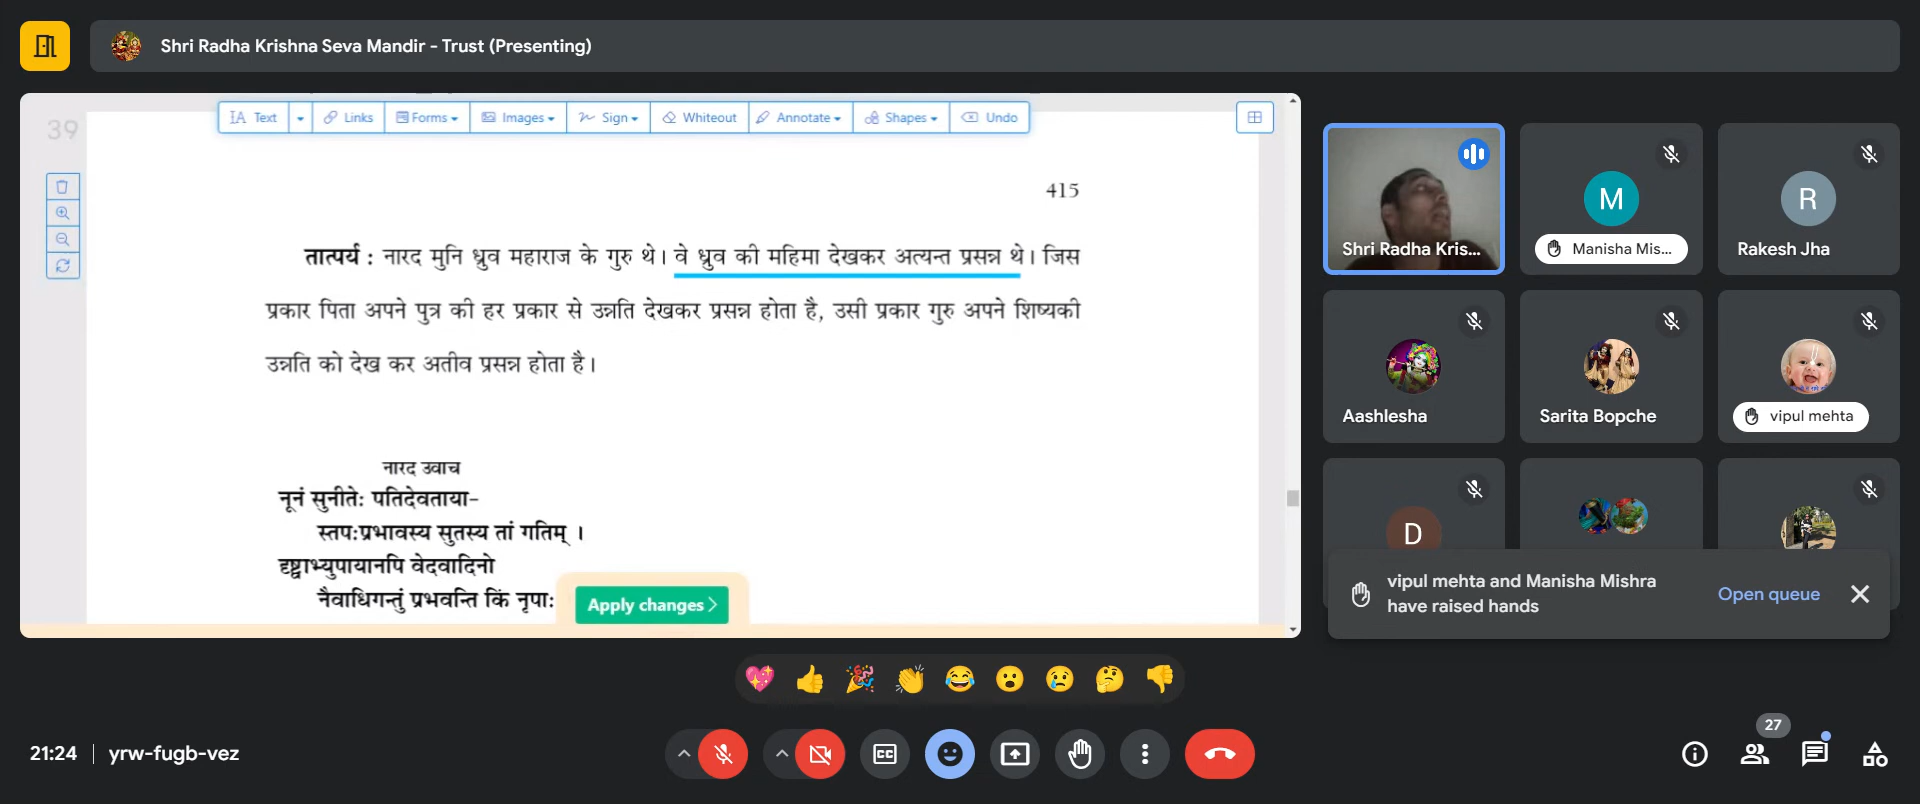 Shri Radha Krishna Seva Mandir - Trust (Presenting)
39
Text
Links
Forms
Images
Sign
Whiteout
Annotate
Shapes
Undo
415
तात्पर्य : नारद मुनि ध्रुव महाराज के गुरु थे। वे ध्रुव की महिमा देखकर अत्यन्त प्रसन्न थे। जिस
प्रकार पिता अपने पुत्र की हर प्रकार से उन्नति देखकर प्रसन्न होता है, उसी प्रकार गुरु अपने शिष्यकी
उन्नति को देख कर अतीव प्रसन्न होता है।
नारद उवाच
नूनं सुनीतेः पतिदेवताया-
स्तपःप्रभावस्य सुतस्य तां गतिम् ।
दृष्ट्वाभ्युपायानपि वेदवादिनो
नैवाधिगन्तुं प्रभवन्ति किं नृपाः
Apply changes
Shri Radha Kris...
M
Manisha Mis...
R
Rakesh Jha
Aashlesha
Sarita Bopche
vipul mehta
D
vipul mehta and Manisha Mishra
have raised hands
Open queue
21:24
yrw-fugb-vez
CC
27